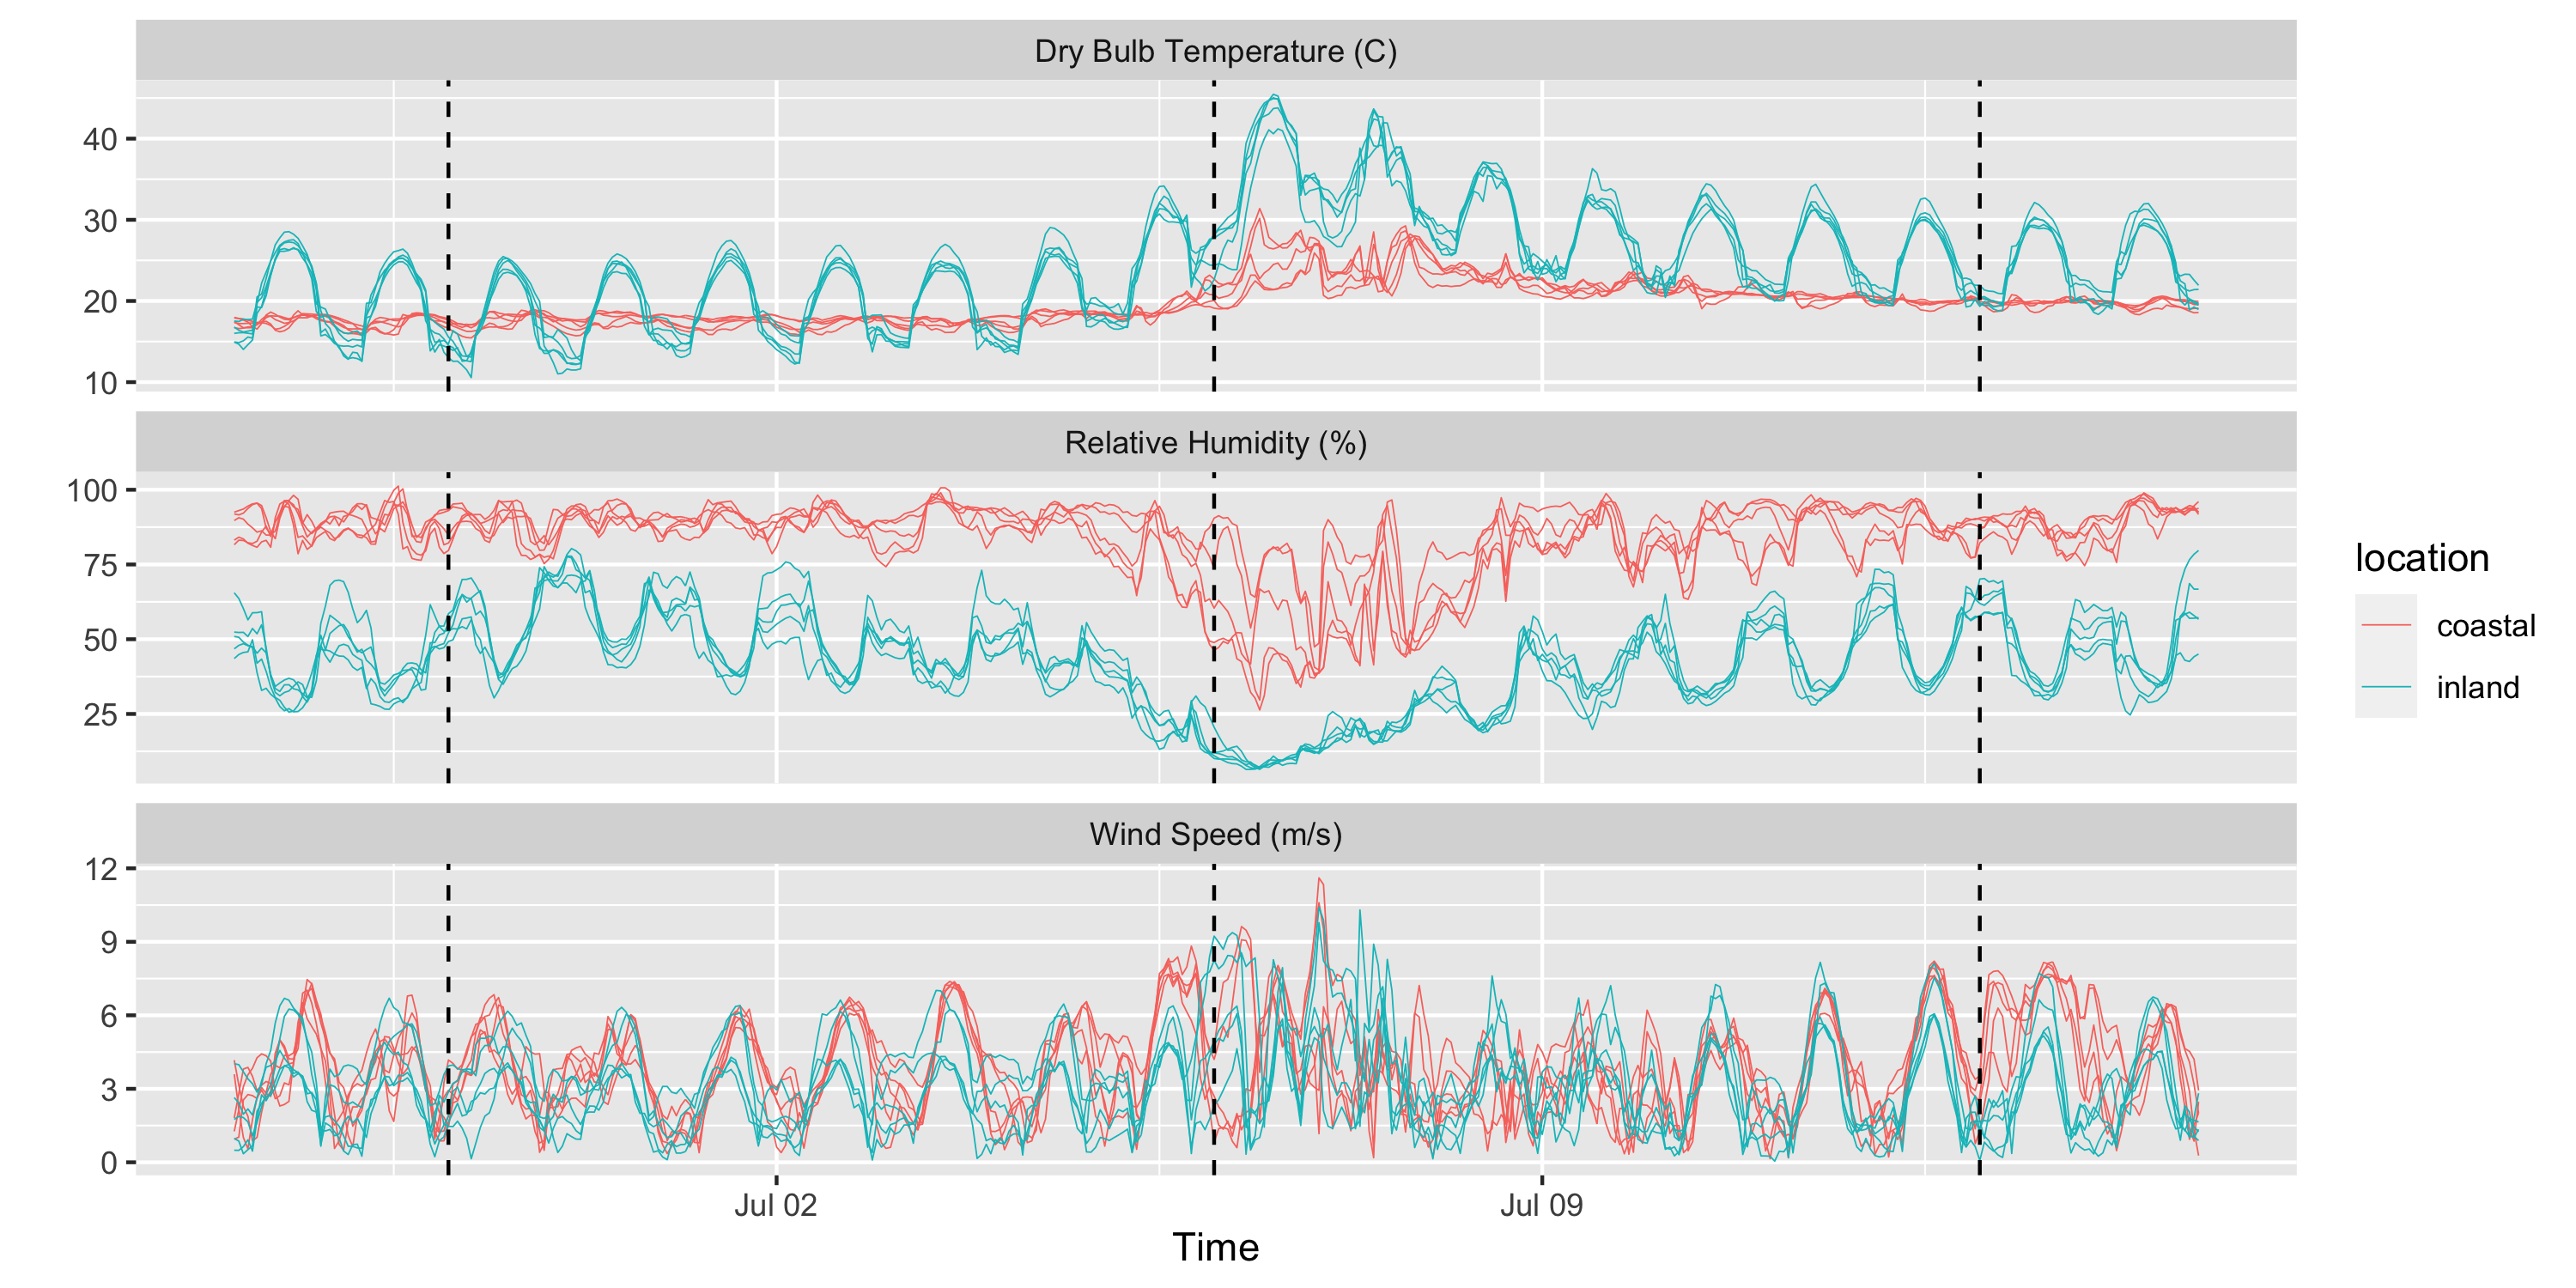 Dry Bulb Temperature (C)
40
30
20
10
Relative Humidity (%)
100
75
50
25
Wind Speed (m/s)
12
9
6
3
0
Jul 02
Jul 09
Time
location
coastal
inland